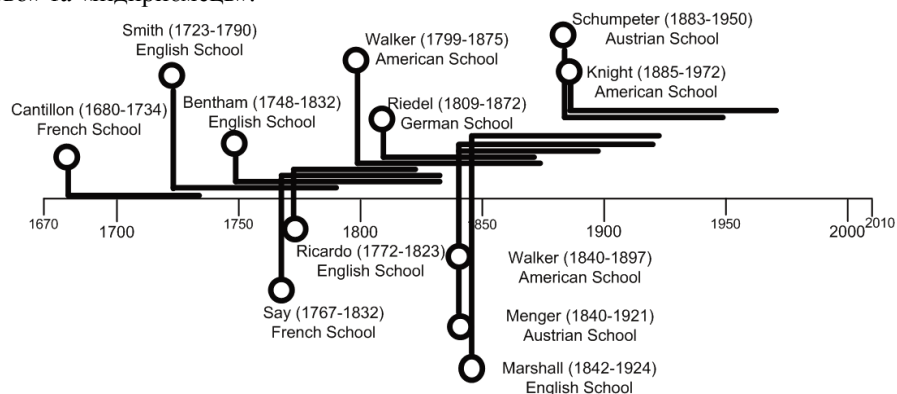 Smith (1723-1790)
English School
Schumpeter (1883-1950)
Austrian School
Walker (1799-1875)
American School
Knight (1885-1972)
American School
Cantillon (1680-1734)
French School
Bentham (1748-1832)
English School
Riedel (1809-1872)
German School
1670
1700
1750
1800
1850
1900
1950
2000
2010
Ricardo (1772-1823)
English School
Say (1767-1832)
French School
Walker (1840-1897)
American School
Menger (1840-1921)
Austrian School
Marshall (1842-1924)
English School